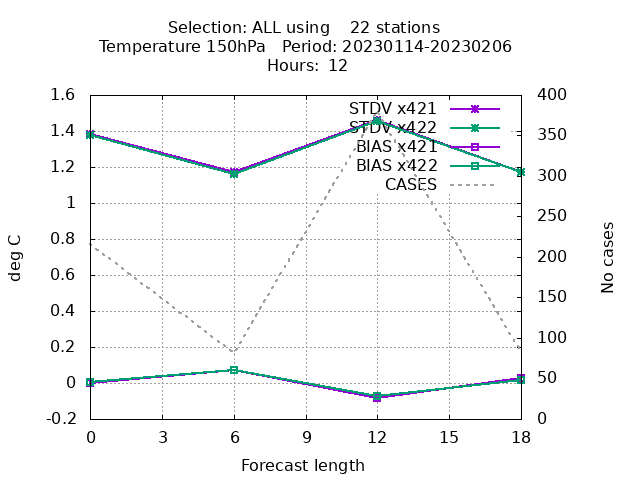 Selection: ALL using    22 stations
Temperature 150hPa   Period: 20230114-20230206
Hours: 12
STDV x421
STDV x422
BIAS x421
BIAS x422
CASES
1.6
1.4
1.2
1
0.8
0.6
0.4
0.2
0
-0.2
deg C
400
350
300
250
200
150
100
50
0
No cases
0 3 6 9 12 15 18
Forecast length